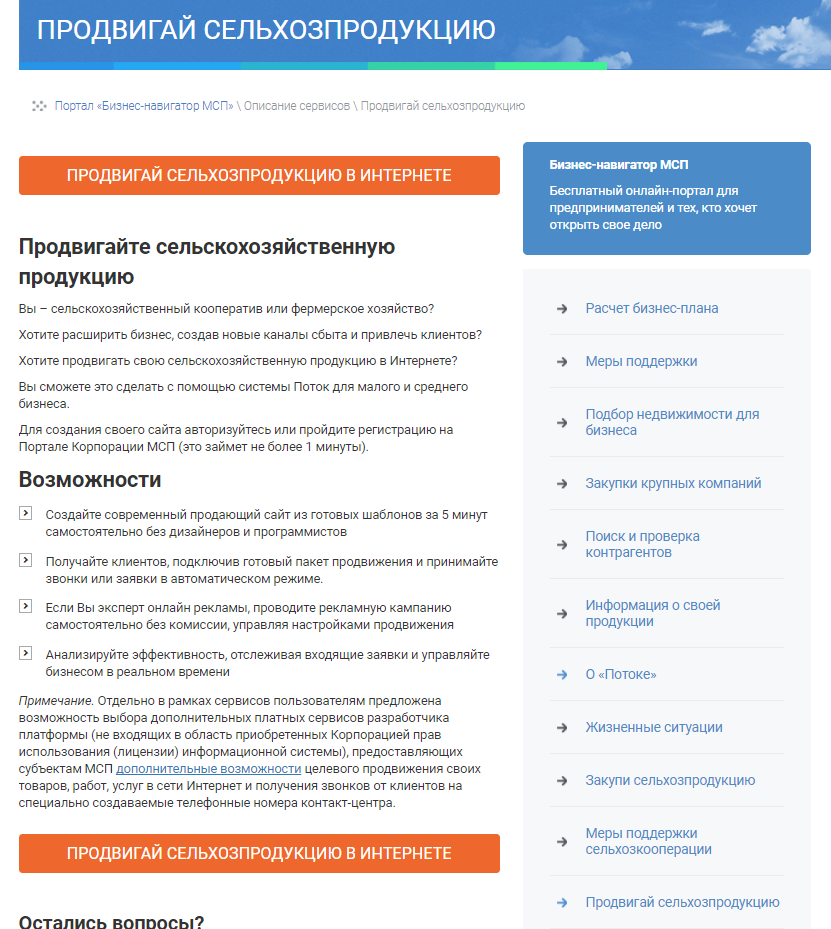 ПРОДВИГАЙ СЕЛЬХОЗПРОДУКЦИЮ
Портал «Бизнес-навигатор МСП» \ Описание сервисов \ Продвигай сельхозпродукцию
ПРОДВИГАЙ СЕЛЬХОЗПРОДУКЦИЮ В ИНТЕРНЕТЕ
Продвигайте сельскохозяйственную
продукцию
Вы – сельскохозяйственный кооператив или фермерское хозяйство?
Хотите расширить бизнес, создав новые каналы сбыта и привлечь клиентов?
Хотите продвигать свою сельскохозяйственную продукцию в Интернете?
Вы сможете это сделать с помощью системы Поток для малого и среднего
бизнеса.
Для создания своего сайта авторизуйтесь или пройдите регистрацию на
Портале Корпорации МСП (это займет не более 1 минуты).
Возможности
Создайте современный продающий сайт из готовых шаблонов за 5 минут
самостоятельно без дизайнеров и программистов
Получайте клиентов, подключив готовый пакет продвижения и принимайте
звонки или заявки в автоматическом режиме.
Если Вы эксперт онлайн рекламы, проводите рекламную кампанию
самостоятельно без комиссии, управляя настройками продвижения
Анализируйте эффективность, отслеживая входящие заявки и управляйте
бизнесом в реальном времени
Примечание. Отдельно в рамках сервисов пользователям предложена
возможность выбора дополнительных платных сервисов разработчика
платформы (не входящих в область приобретенных Корпорацией прав
использования (лицензии) информационной системы), предоставляющих
субъектам МСП дополнительные возможности целевого продвижения своих
товаров, работ, услуг в сети Интернет и получения звонков от клиентов на
специально создаваемые телефонные номера контакт-центра.
ПРОДВИГАЙ СЕЛЬХОЗПРОДУКЦИЮ В ИНТЕРНЕТЕ
Остались вопросы?
Бизнес-навигатор МСП
Бесплатный онлайн-портал для
предпринимателей и тех, кто хочет
открыть свое дело
Расчет бизнес-плана
Меры поддержки
Подбор недвижимости для
бизнеса
Закупки крупных компаний
Поиск и проверка
контрагентов
Информация о своей
продукции
О «Потоке»
Жизненные ситуации
Закупи сельхозпродукцию
Меры поддержки
сельхозкооперации
Продвигай сельхозпродукцию